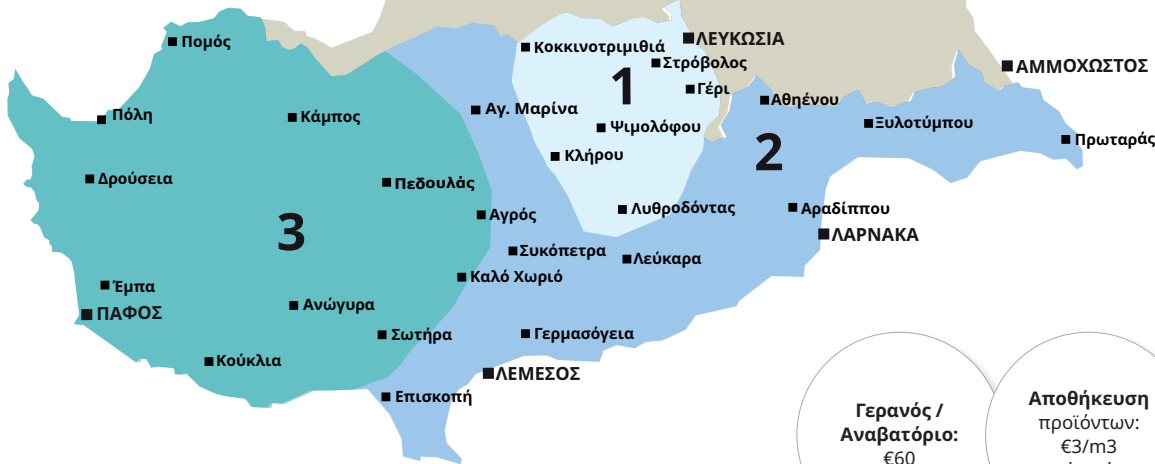 Πομός
Κοκκινοτριμιθιά
ΛΕΥΚΩΣΙΑ
Στρόβολος
ΑΜΜΟΧΩΣΤΟΣ
1
Γέρι
Αθηένου
Πόλη
Κάμπος
Αγ. Μαρίνα
Ψιμολόφου
Ξυλοτύμπου
Πρωταράς
2
Κλήρου
Δρούσεια
Πεδουλάς
Αγρός
Λυθροδόντας
Αραδίππου
ΛΑΡΝΑΚΑ
3
Συκόπετρα
Λεύκαρα
Καλό Χωριό
Έμπα
ΠΑΦΟΣ
Ανώγυρα
Σωτήρα
Γερμασόγεια
Κούκλια
ΛΕΜΕΣΟΣ
Επισκοπή
Γερανός /
Αναβατόριο:
€60
Αποθήκευση
προϊόντων:
€3/m3